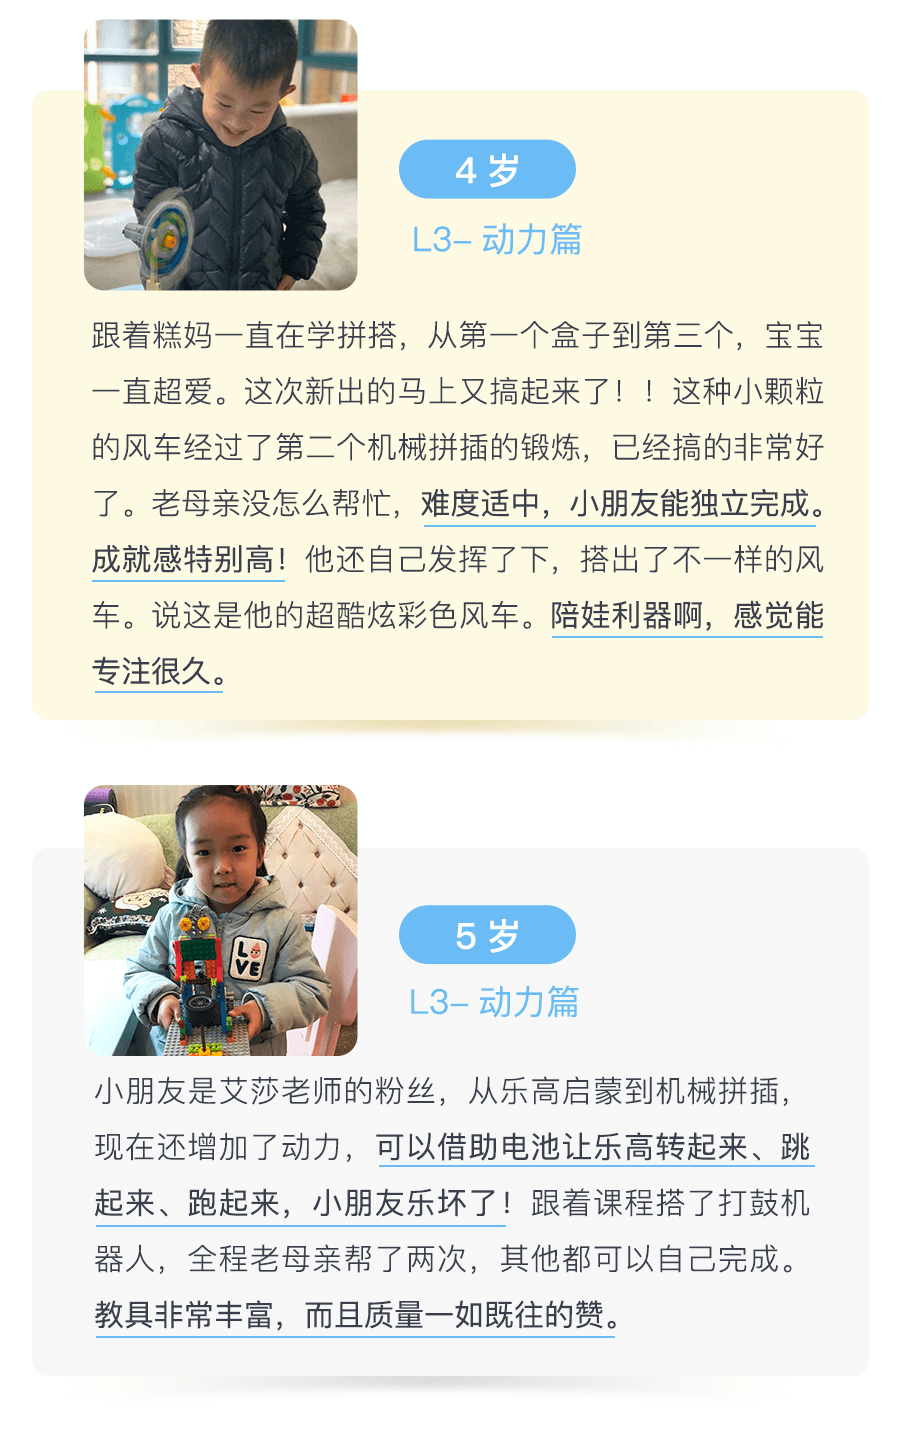 4 岁
L3– 动力篇
跟着糕妈一直在学拼搭，从第一个盒子到第三个，宝宝
一直超爱。这次新出的马上又搞起来了！！这种小颗粒
的风车经过了第二个机械拼插的锻炼，已经搞的非常好
了。老母亲没怎么帮忙，难度适中，小朋友能独立完成。
成就感特别高！他还自己发挥了下，搭出了不一样的风
车。说这是他的超酷炫彩色风车。陪娃利器啊，感觉能
专注很久。
LOVE
5 岁
L3– 动力篇
小朋友是艾莎老师的粉丝，从乐高启蒙到机械拼插，
现在还增加了动力，可以借助电池让乐高转起来、跳
起来、跑起来，小朋友乐坏了！跟着课程搭了打鼓机
器人，全程老母亲帮了两次，其他都可以自己完成。
教具非常丰富，而且质量一如既往的赞。